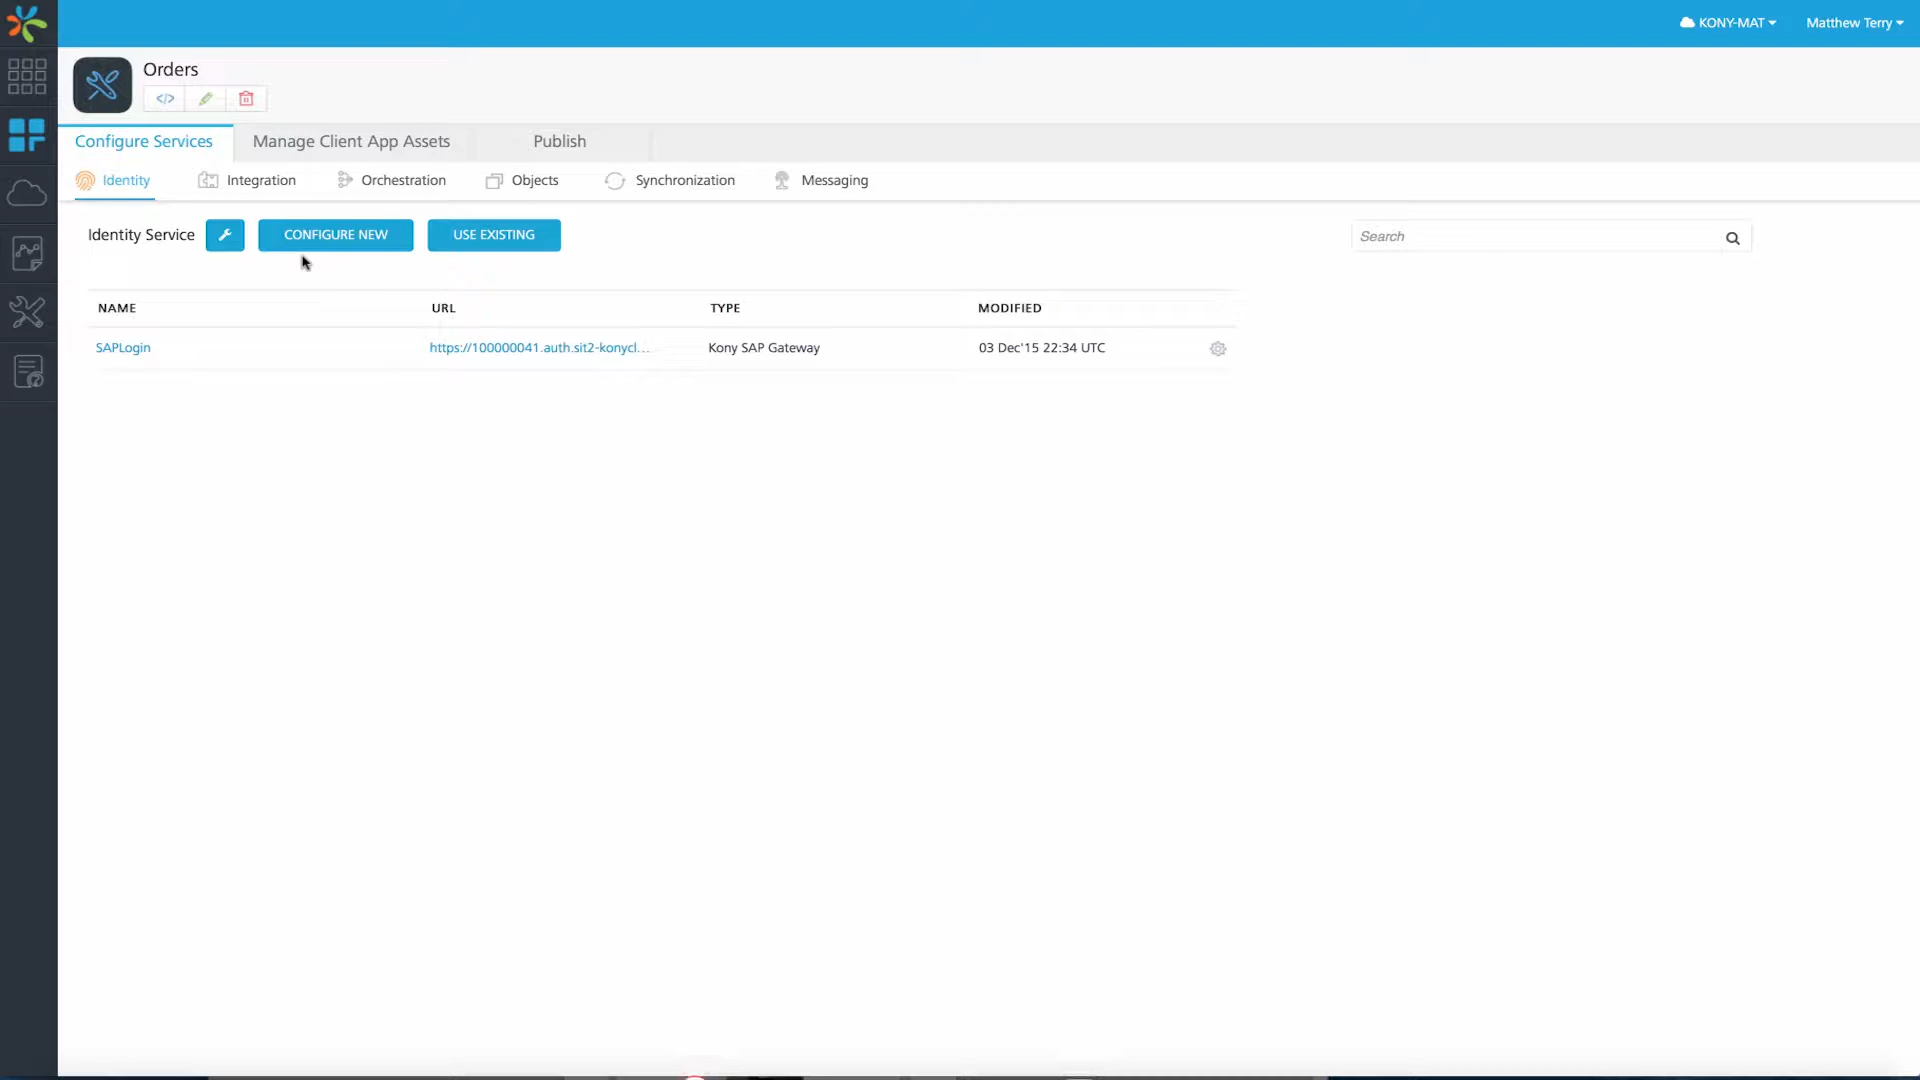 KONY-MAT
Matthew Terry
Orders
</>
Configure Services
Manage Client App Assets
Publish
Identity
Integration
Orchestration
Objects
Synchronization
Messaging
Identity Service
CONFIGURE NEW
USE EXISTING
Search
NAME
URL
TYPE
MODIFIED
SAPLogin
https://100000041.auth.sit2-konycl...
Kony SAP Gateway
03 Dec'15 22:34 UTC